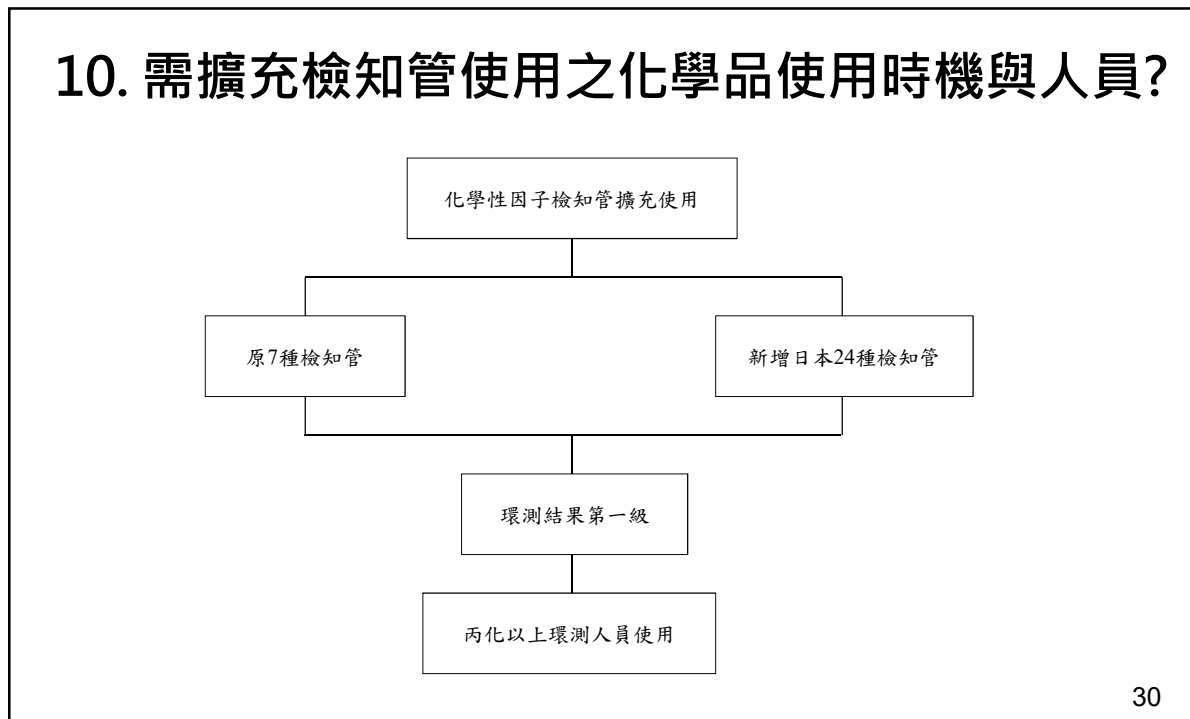 10. 需擴充檢知管使用之化學品使用時機與人員?
化學性因子檢知管擴充使用
原7種檢知管
新增日本24種檢知管
環測結果第一級
丙化以上環測人員使用
30